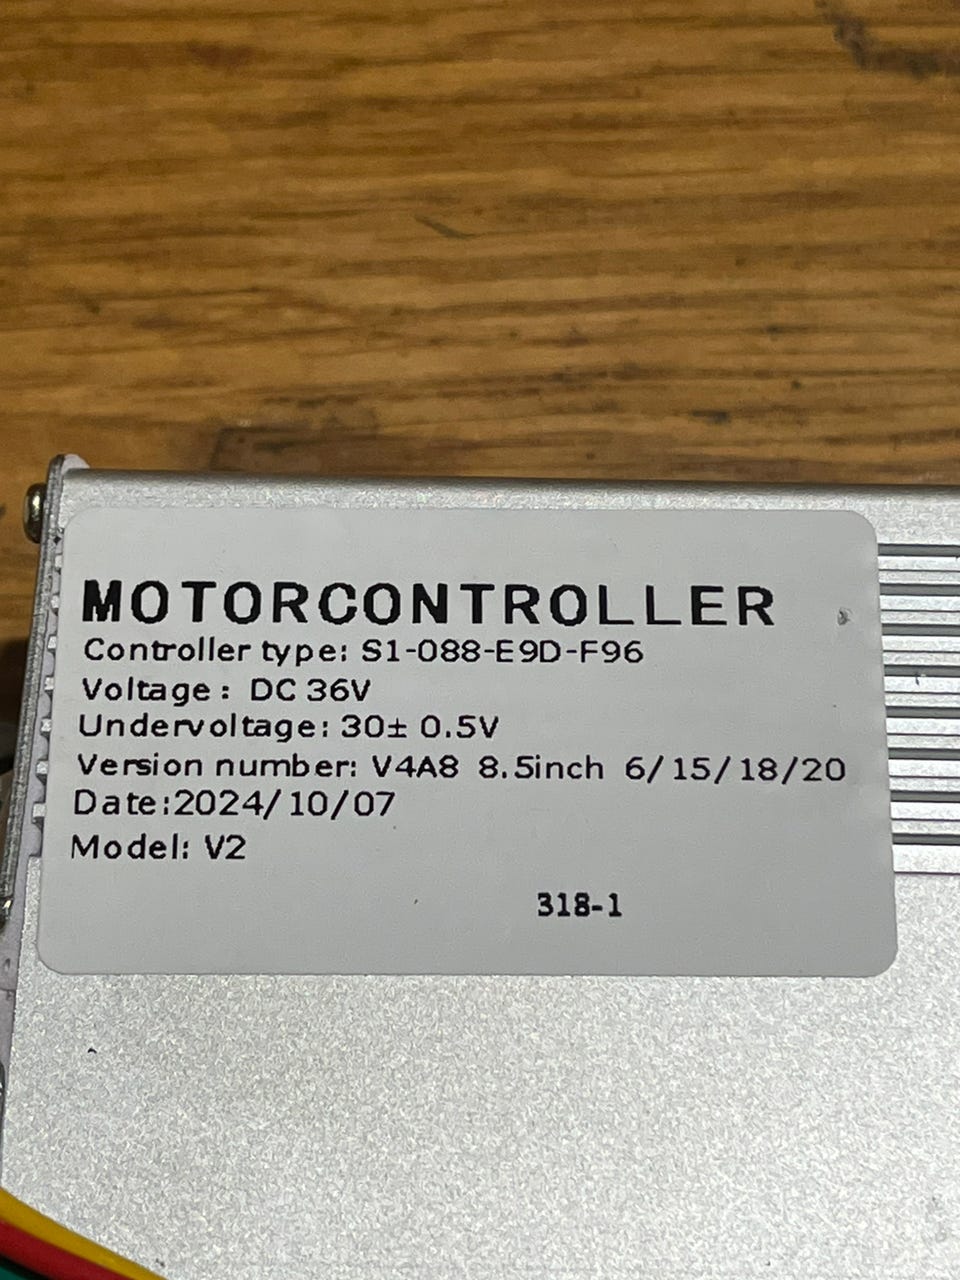 MOTORCONTROLLER
Controller type: S1-088-E9D-F96
Voltage : DC 36V
Undervoltage: 30± 0.5V
Version number: V4A8 8.5inch 6/15/18/20
Date:2024/10/07
Model: V2
318-1